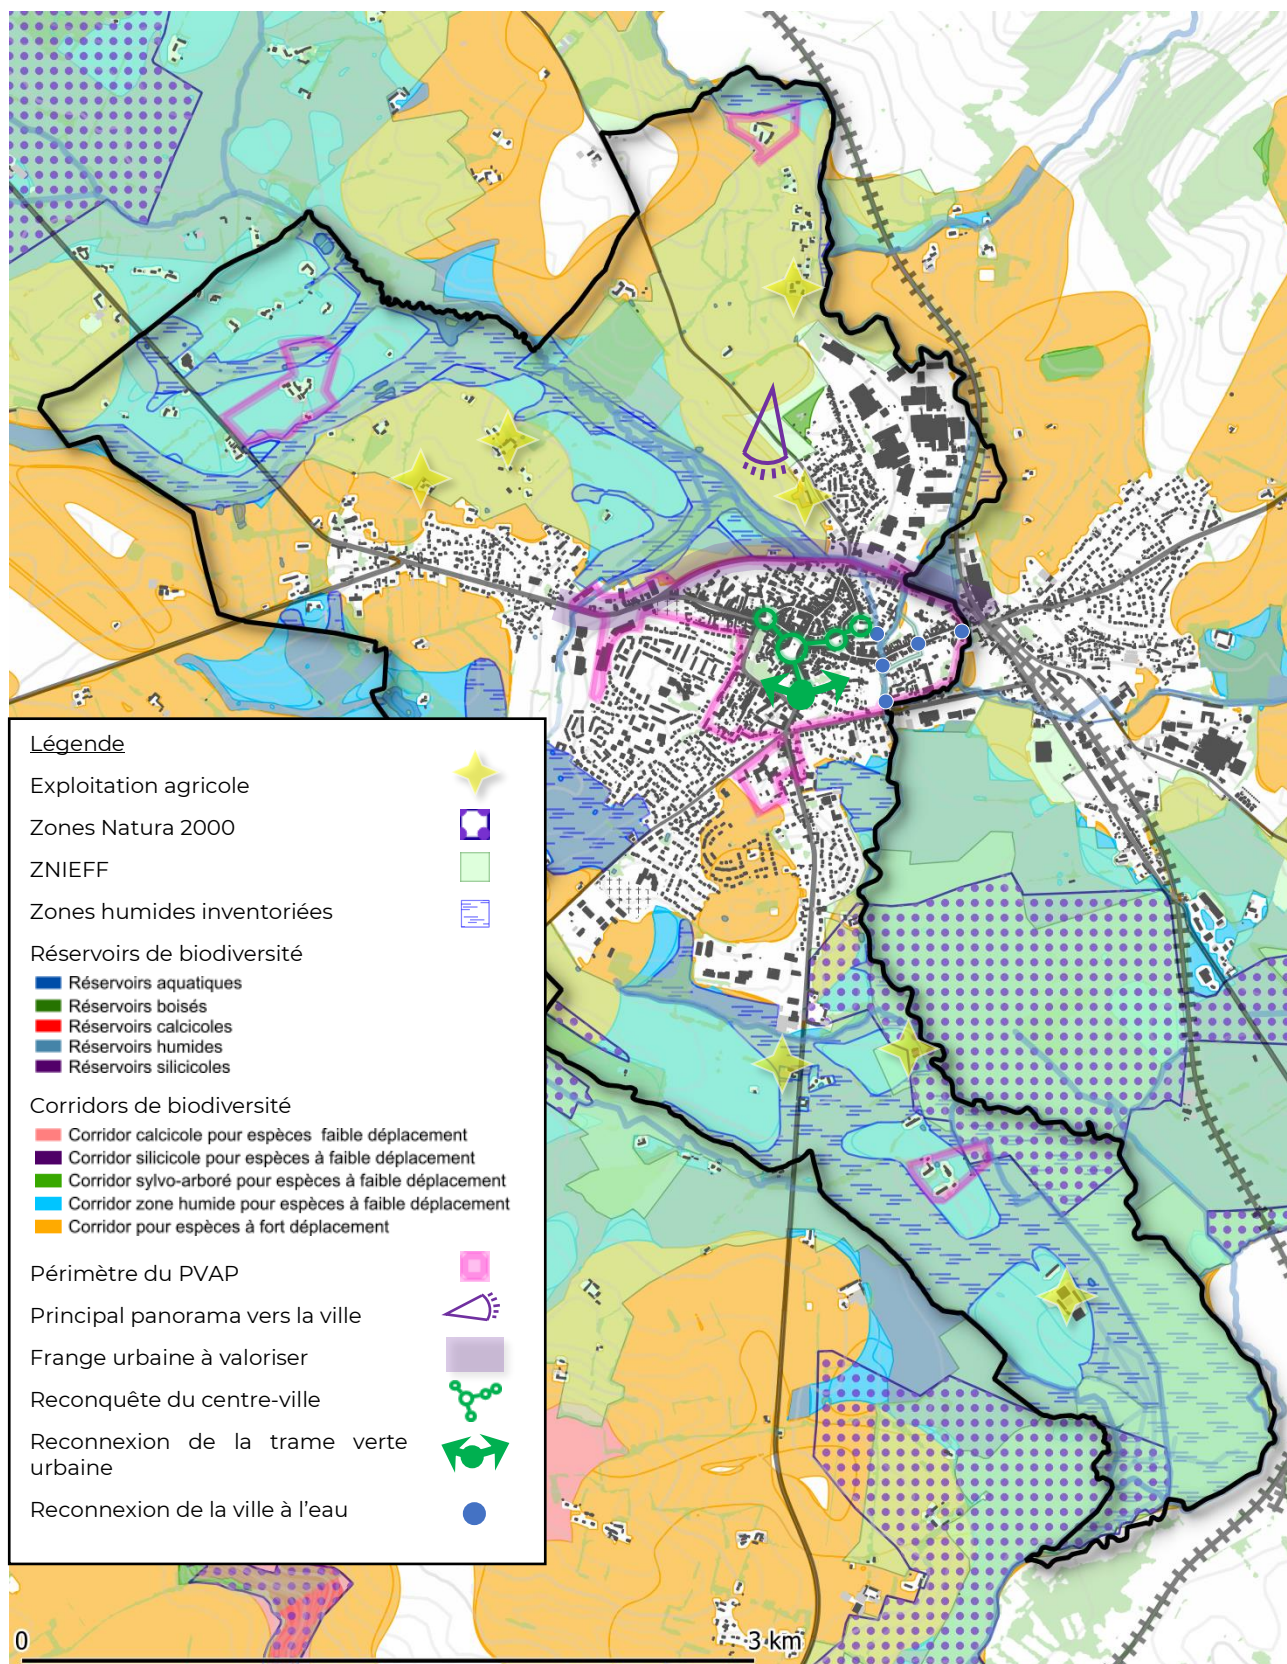 Légende
Exploitation agricole
Zones Natura 2000
ZNIEFF
Zones humides inventoriées
Réservoirs de biodiversité
Réservoirs aquatiques
Réservoirs boisés
Réservoirs calcicoles
Réservoirs humides
Réservoirs silicicoles
Corridors de biodiversité
Corridor calcicole pour espèces faible déplacement
Corridor silicicole pour espèces à faible déplacement
Corridor sylvo-arboré pour espèces à faible déplacement
Corridor zone humide pour espèces à faible déplacement
Corridor pour espèces à fort déplacement
Périmètre du PVAP
Principal panorama vers la ville
Frange urbaine à valoriser
Reconquête du centre-ville
Reconnexion de la trame verte
urbaine
Reconnexion de la ville à l'eau
0
3 km